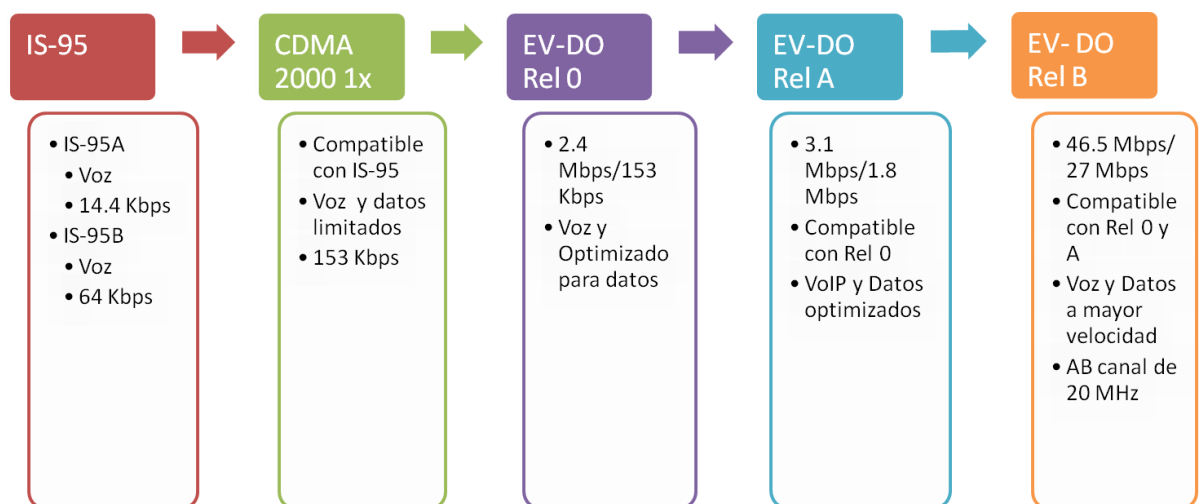 IS-95
• IS-95A
• Voz
• 14.4 Kbps
• IS-95B
• Voz
• 64 Kbps
CDMA
2000 1x
• Compatible
con IS-95
• Voz y datos
limitados
• 153 Kbps
EV-DO
Rel 0
• 2.4
Mbps/153
Kbps
• Voz y
Optimizado
para datos
EV-DO
Rel A
• 3.1
Mbps/1.8
Mbps
• Compatible
con Rel 0
• VoIP y Datos
optimizados
EV- DO
Rel B
• 46.5 Mbps/
27 Mbps
• Compatible
con Rel 0 y
A
• Voz y Datos
a mayor
velocidad
• AB canal de
20 MHz